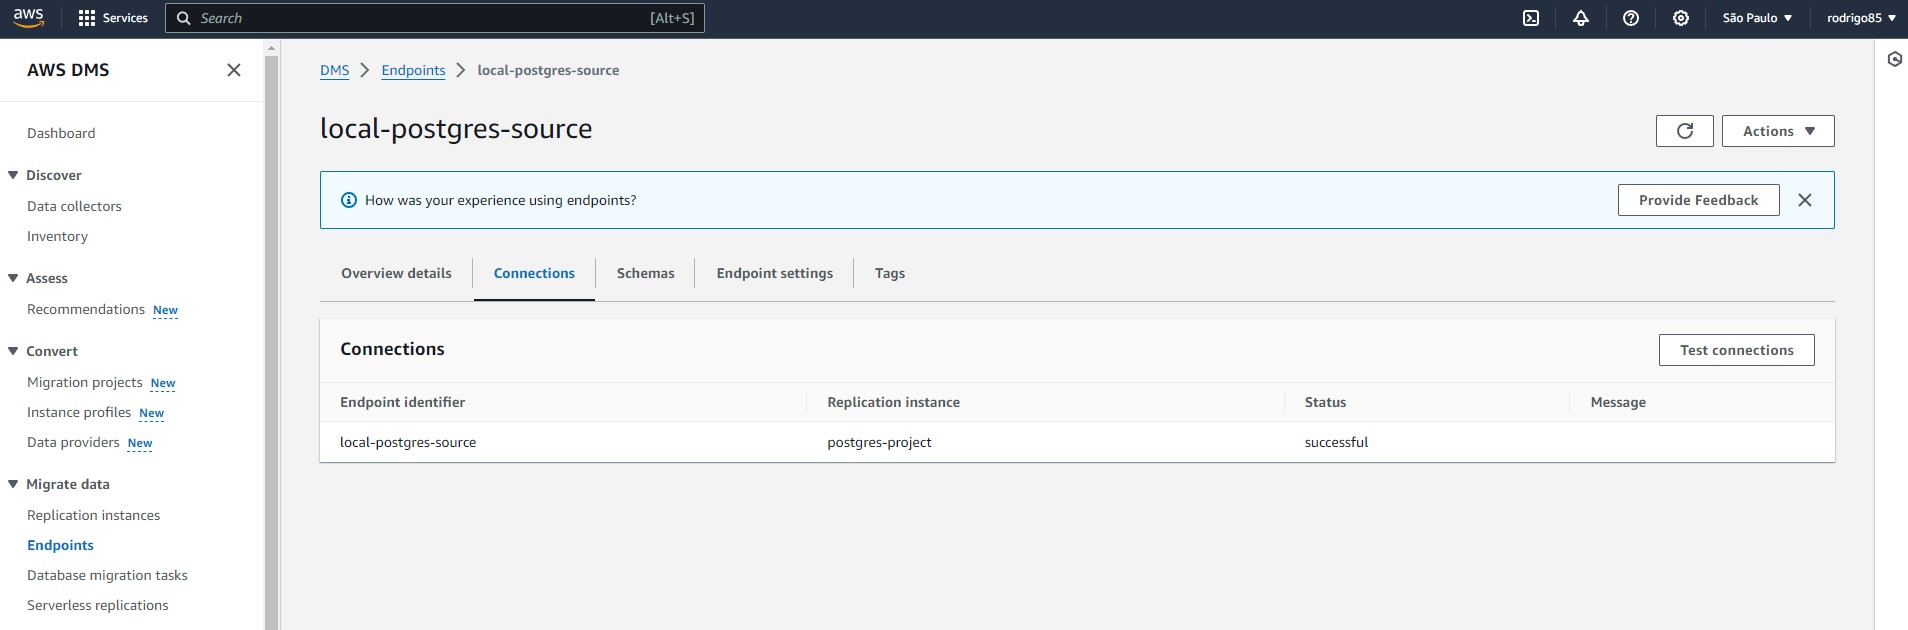 aws Services Search [Alt+S] São Paulo rodrigo85
AWS DMS
Dashboard
Discover
Data collectors
Inventory
Assess
Recommendations New
Convert
Migration projects New
Instance profiles New
Data providers New
Migrate data
Replication instances
Endpoints
Database migration tasks
Serverless replications
DMS Endpoints local-postgres-source
local-postgres-source
Actions
How was your experience using endpoints? Provide Feedback
Overview details Connections Schemas Endpoint settings Tags
Connections Test connections
Endpoint identifier Replication instance Status Message
local-postgres-source postgres-project successful